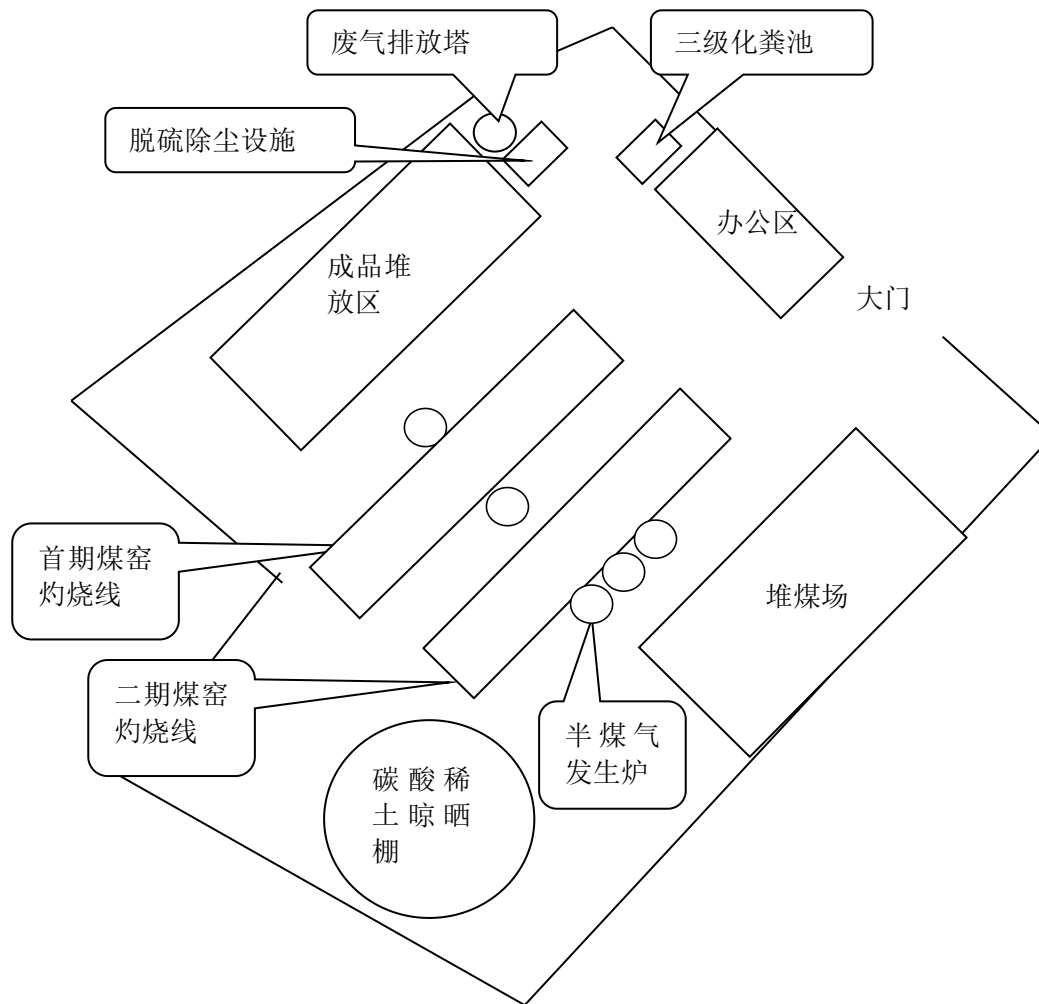 废气排放塔
三级化粪池
脱硫除尘设施
办公区
成品堆
放区
大门
首期煤窑
灼烧线
堆煤场
二期煤窑
灼烧线
半煤气
发生炉
碳酸稀
土晾晒
棚